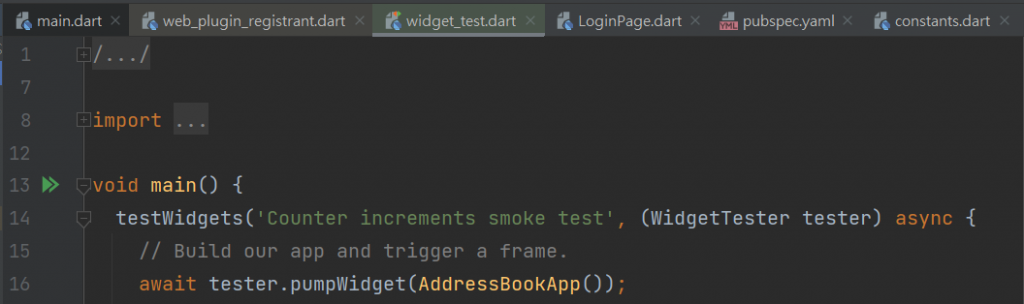 main.dart web_plugin_registrant.dart widget_test.dart LoginPage.dart pubspec.yaml constants.dart
1 /.../
7
8 import ...
12
13 void main() {
14 testWidgets('Counter increments smoke test', (WidgetTester tester) async {
15 // Build our app and trigger a frame.
16 await tester.pumpWidget(AddressBookApp());